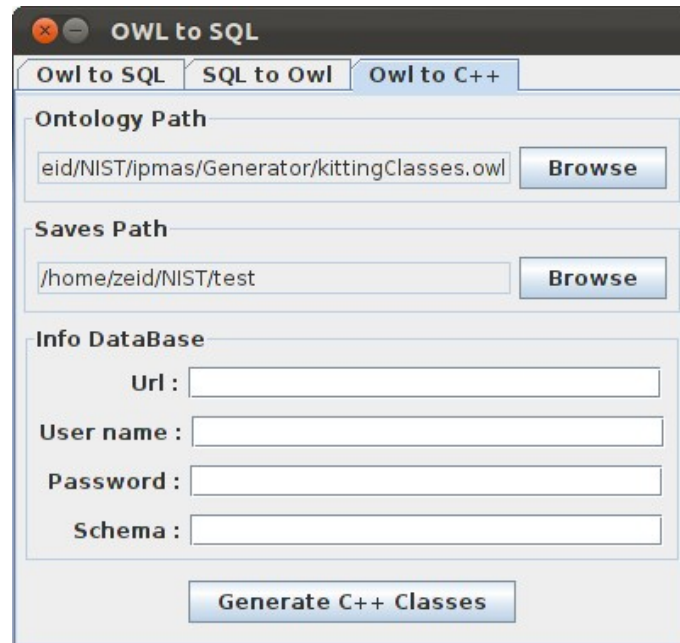 OWL to SQL
Owl to SQL SQL to Owl Owl to C++
Ontology Path
eid/NIST/ipmas/Generator/kittingClasses.owl Browse
Saves Path
/home/zeid/NIST/test Browse
Info DataBase
Url :
User name :
Password :
Schema :
Generate C++ Classes